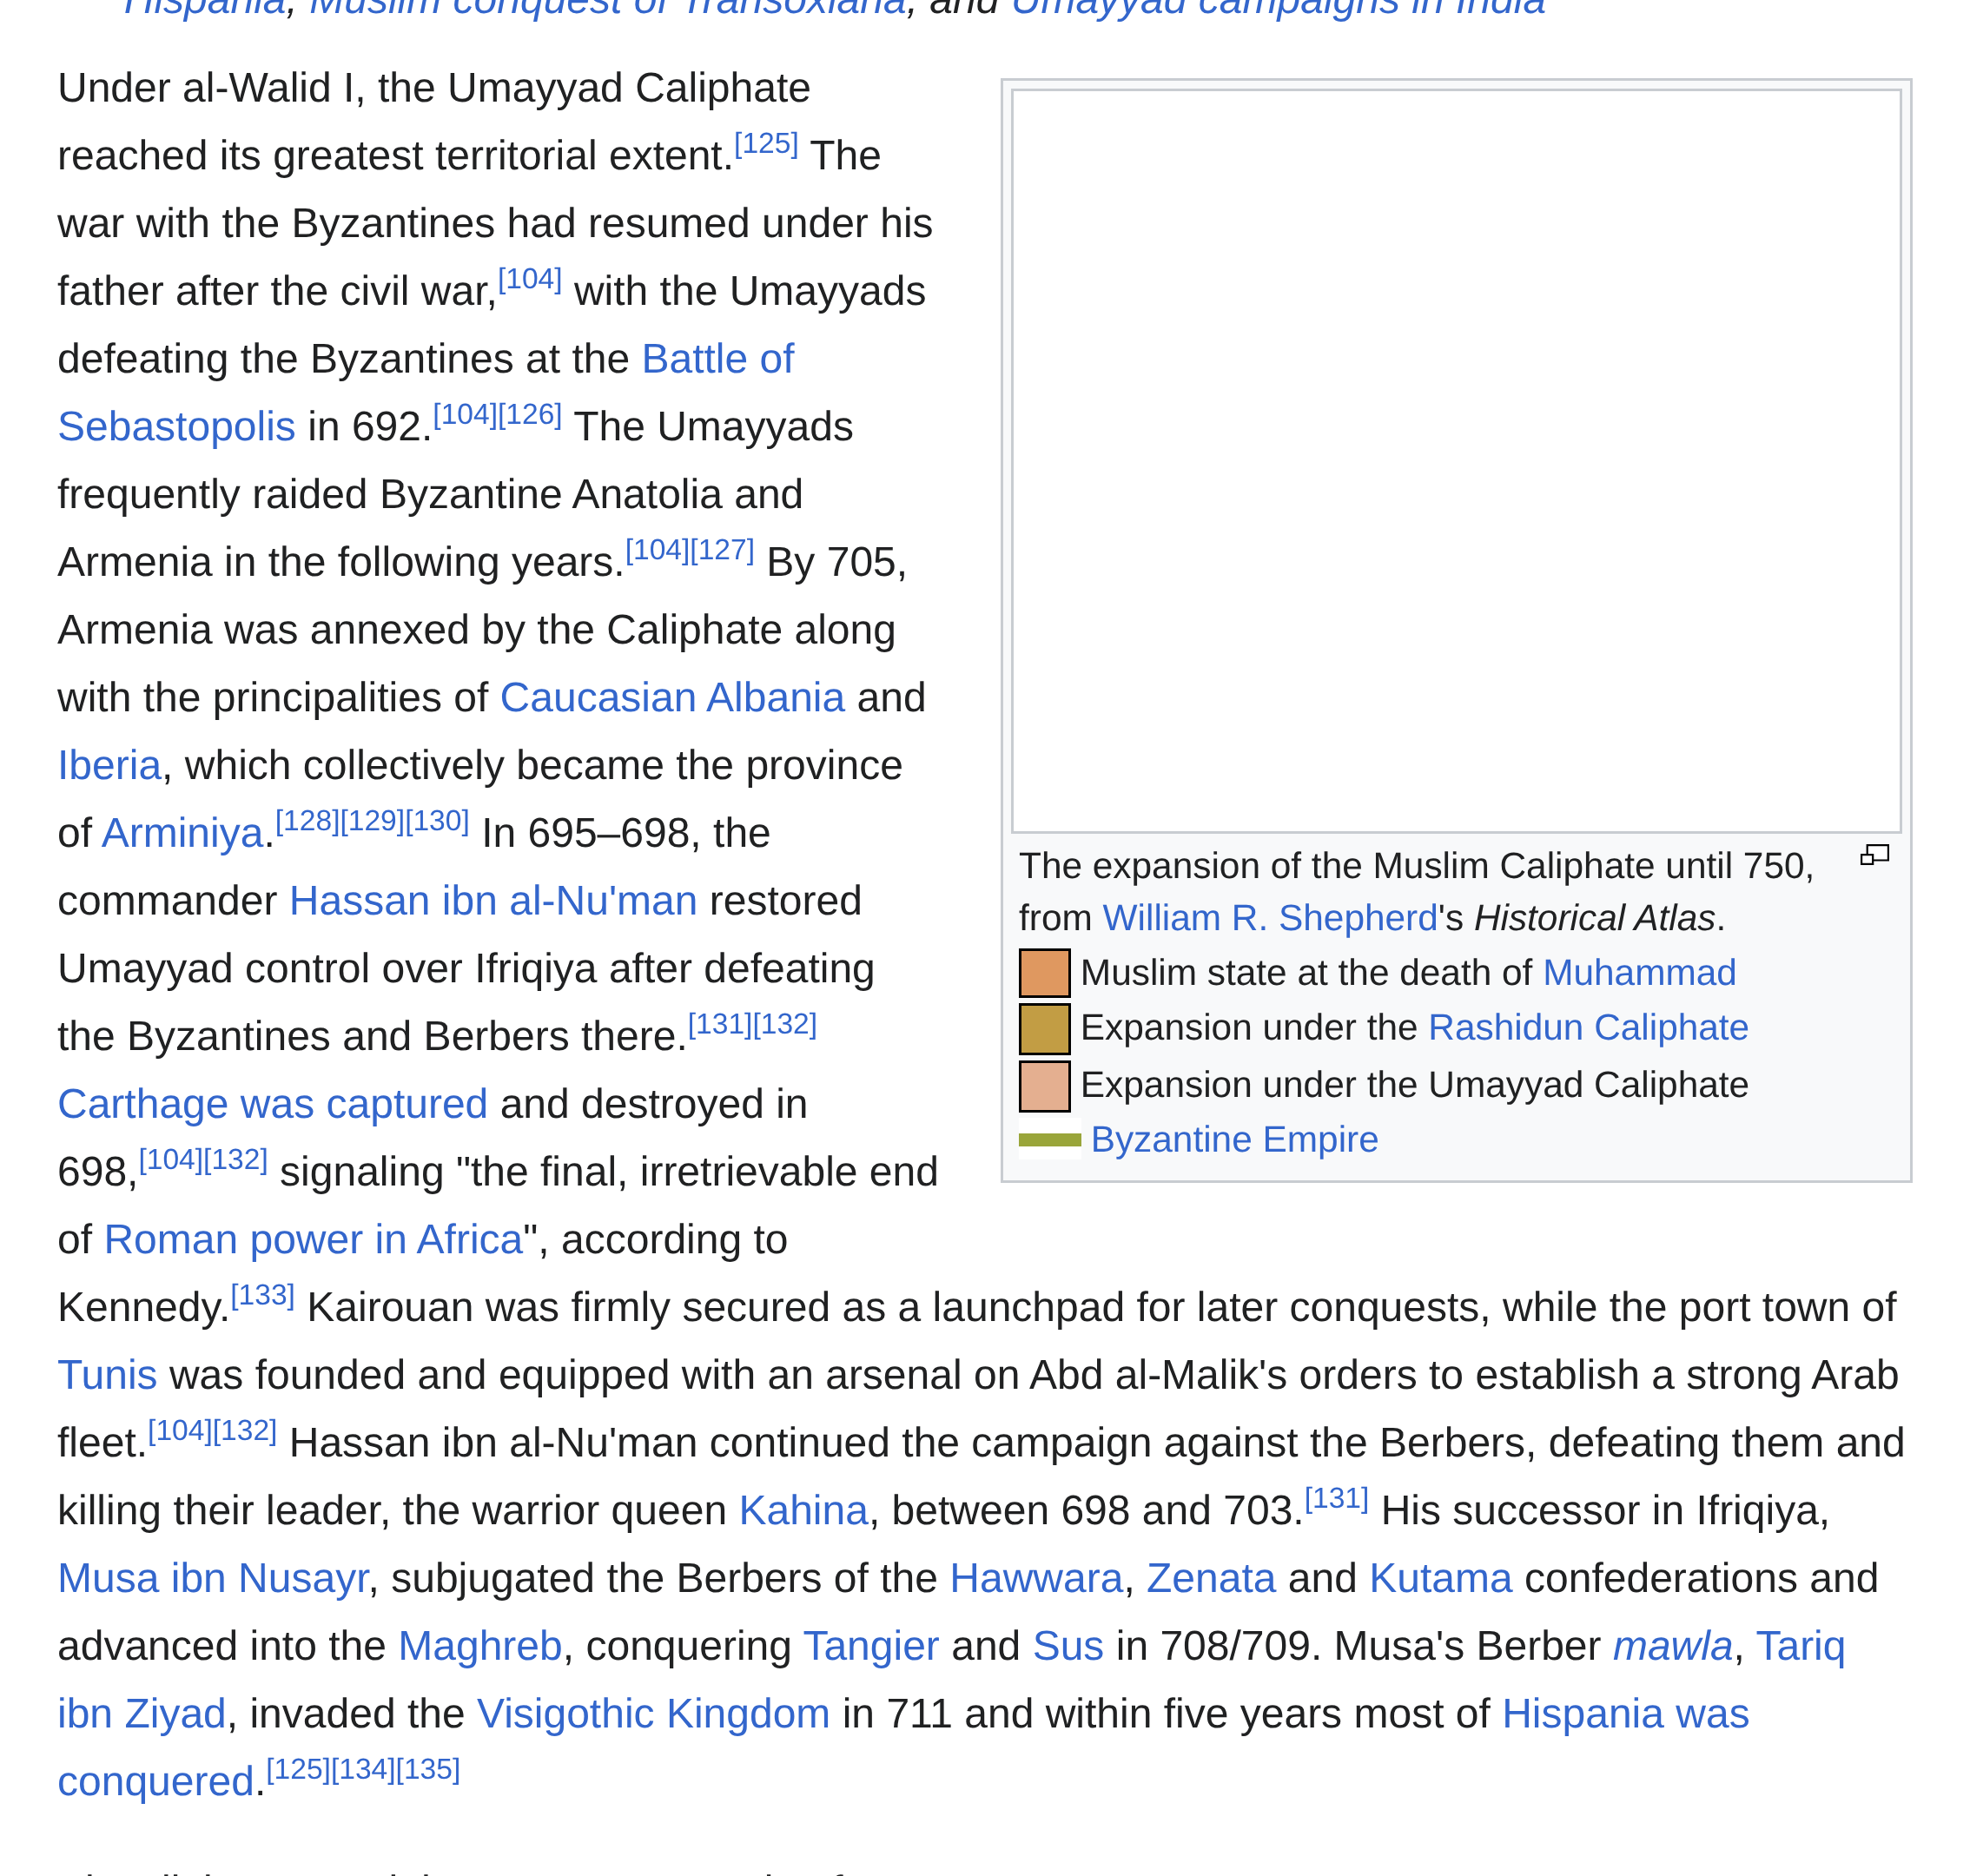 Hispania, Muslim conquest of Transoxiana, and Umayyad campaigns in India
Under al-Walid I, the Umayyad Caliphate
reached its greatest territorial extent.[125] The
war with the Byzantines had resumed under his
father after the civil war,[104] with the Umayyads
defeating the Byzantines at the Battle of
Sebastopolis in 692.[104][126] The Umayyads
frequently raided Byzantine Anatolia and
Armenia in the following years.[104][127] By 705,
Armenia was annexed by the Caliphate along
with the principalities of Caucasian Albania and
Iberia, which collectively became the province
of Arminiya.[128][129][130] In 695–698, the
commander Hassan ibn al-Nu'man restored
Umayyad control over Ifriqiya after defeating
the Byzantines and Berbers there.[131][132]
Carthage was captured and destroyed in
698,[104][132] signaling "the final, irretrievable end
of Roman power in Africa", according to
Kennedy.[133] Kairouan was firmly secured as a launchpad for later conquests, while the port town of
Tunis was founded and equipped with an arsenal on Abd al-Malik's orders to establish a strong Arab
fleet.[104][132] Hassan ibn al-Nu'man continued the campaign against the Berbers, defeating them and
killing their leader, the warrior queen Kahina, between 698 and 703.[131] His successor in Ifriqiya,
Musa ibn Nusayr, subjugated the Berbers of the Hawwara, Zenata and Kutama confederations and
advanced into the Maghreb, conquering Tangier and Sus in 708/709. Musa's Berber mawla, Tariq
ibn Ziyad, invaded the Visigothic Kingdom in 711 and within five years most of Hispania was
conquered.[125][134][135]
The expansion of the Muslim Caliphate until 750,
from William R. Shepherd's Historical Atlas.
Muslim state at the death of Muhammad
Expansion under the Rashidun Caliphate
Expansion under the Umayyad Caliphate
Byzantine Empire